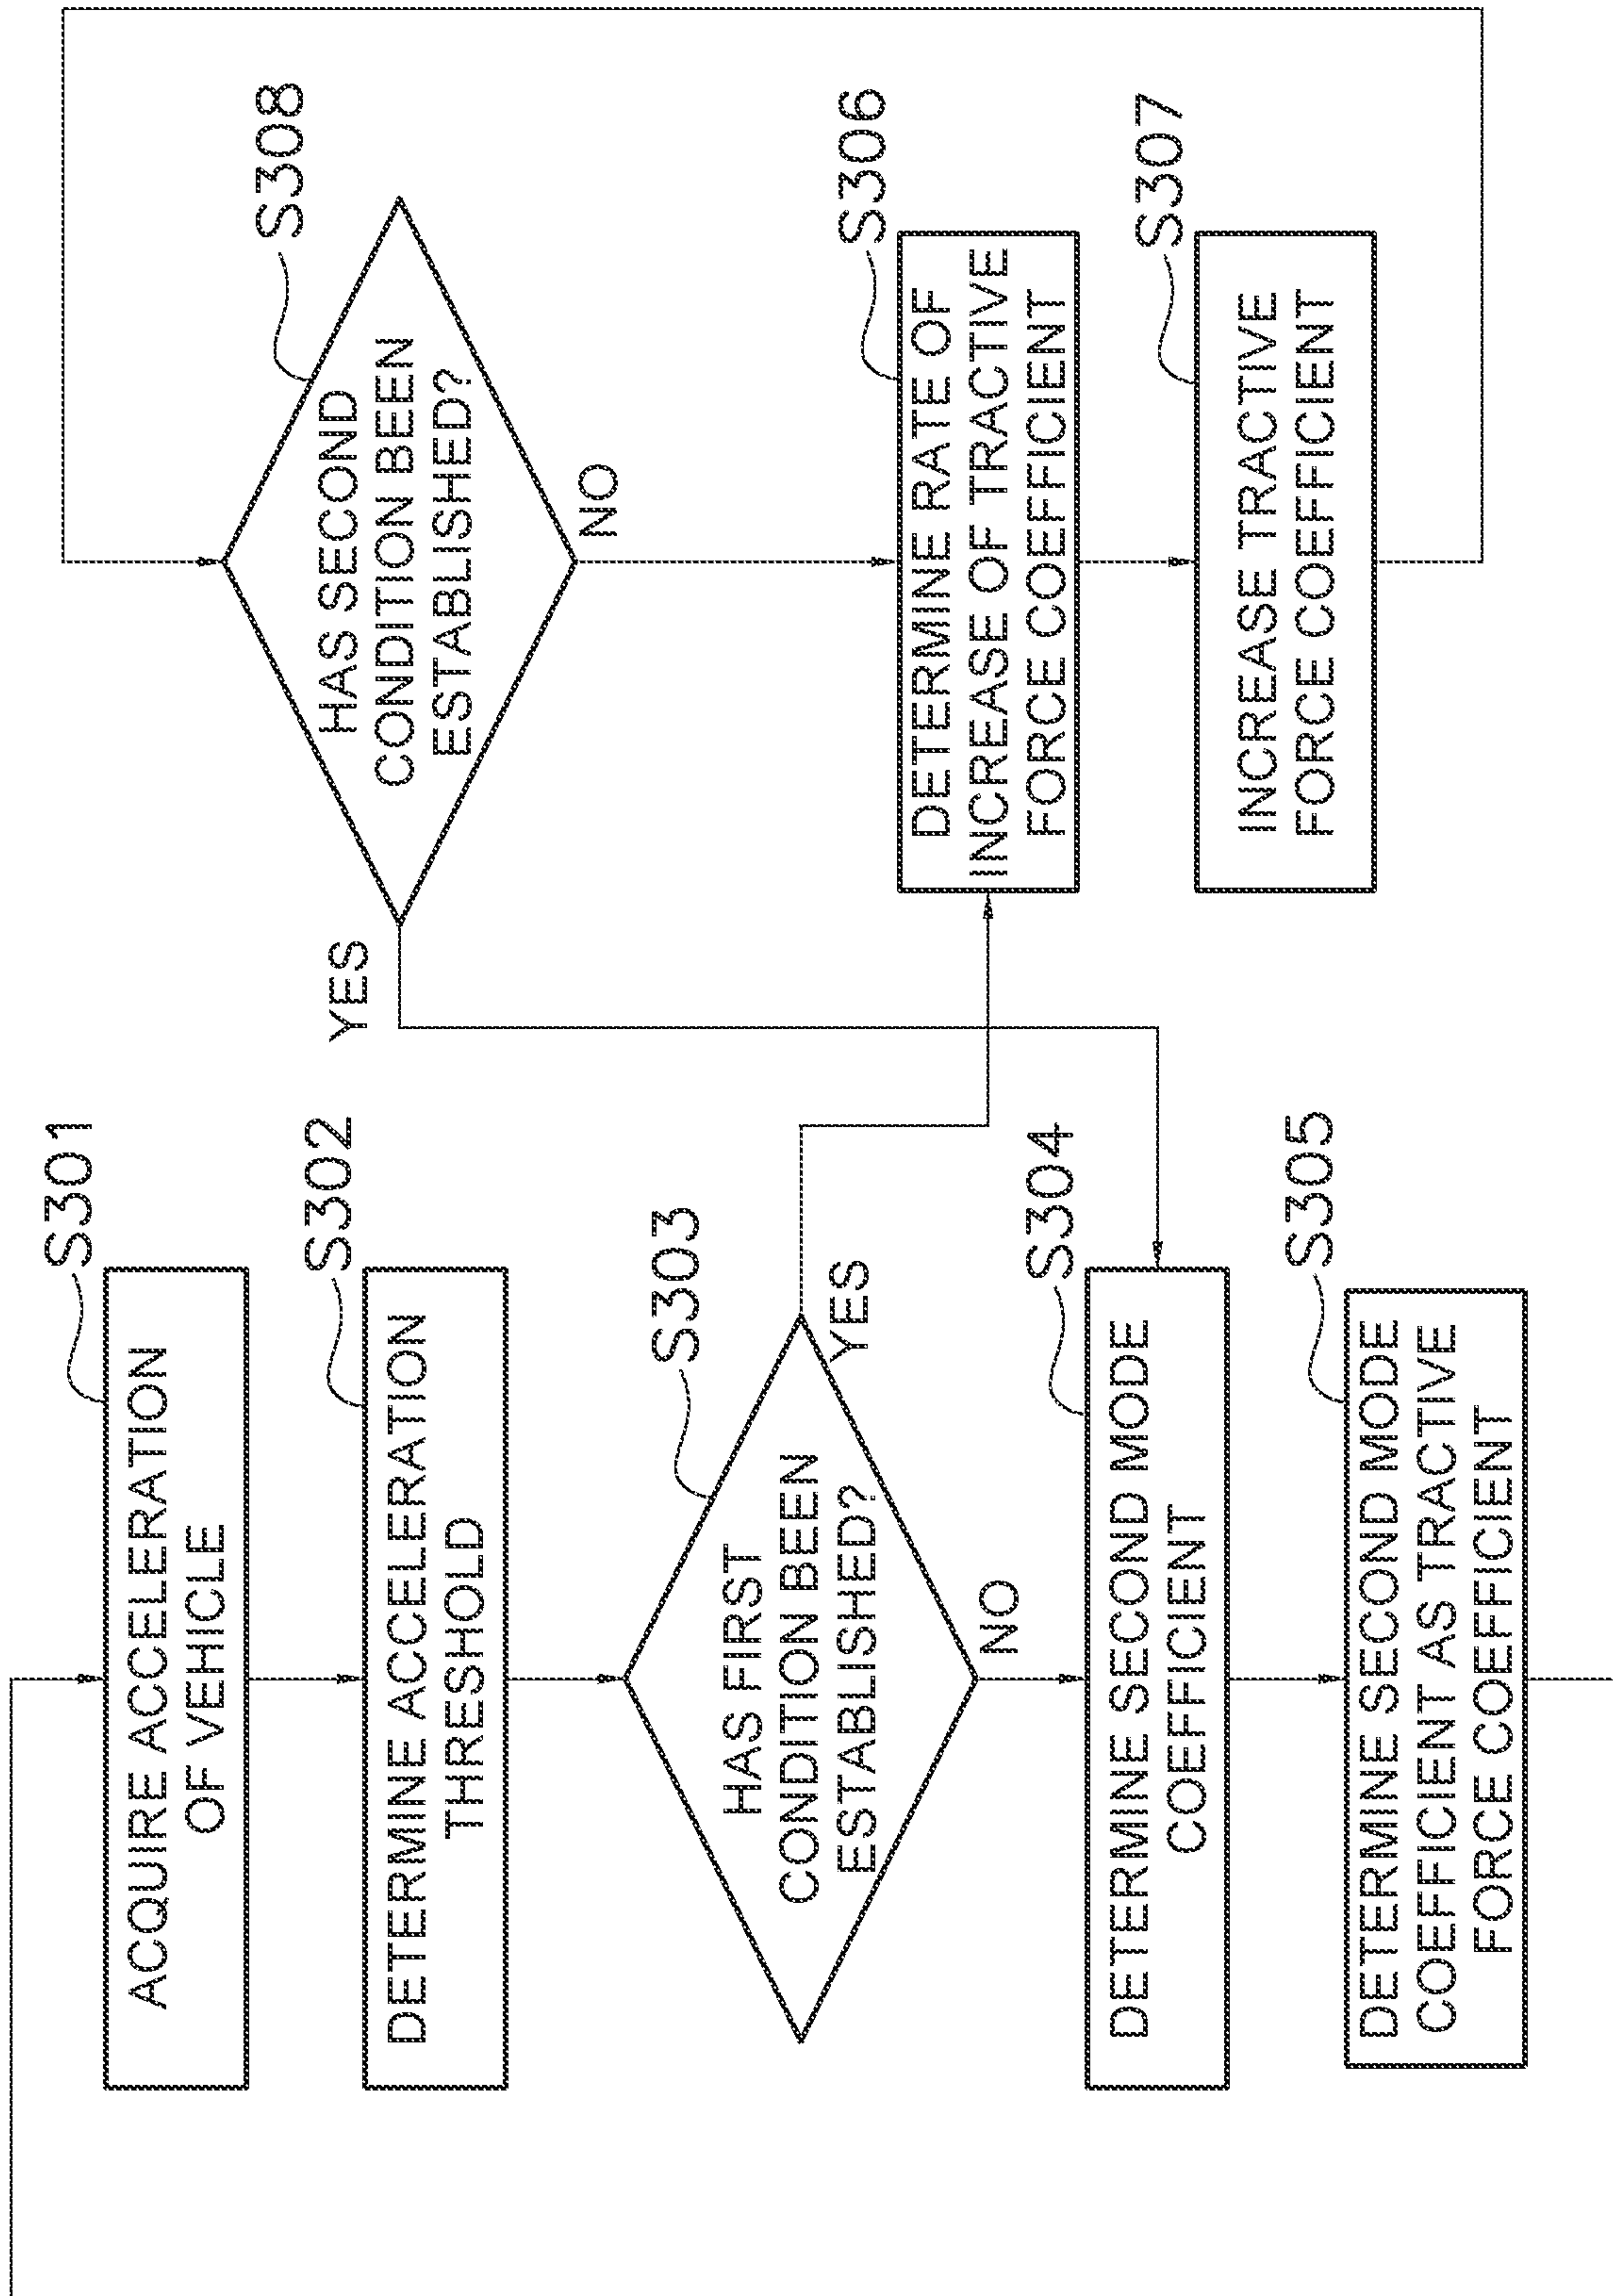 S301
ACQUIRE ACCELERATION
OF VEHICLE
S302
DETERMINE ACCELERATION
THRESHOLD
S303
HAS FIRST
CONDITION BEEN
ESTABLISHED?
YES
NO
S304
DETERMINE SECOND MODE
COEFFICIENT
S305
DETERMINE SECOND MODE
COEFFICIENT AS TRACTIVE
FORCE COEFFICIENT
S308
HAS SECOND
CONDITION BEEN
ESTABLISHED?
YES
NO
S306
DETERMINE RATE OF
INCREASE OF TRACTIVE
FORCE COEFFICIENT
S307
INCREASE TRACTIVE
FORCE COEFFICIENT